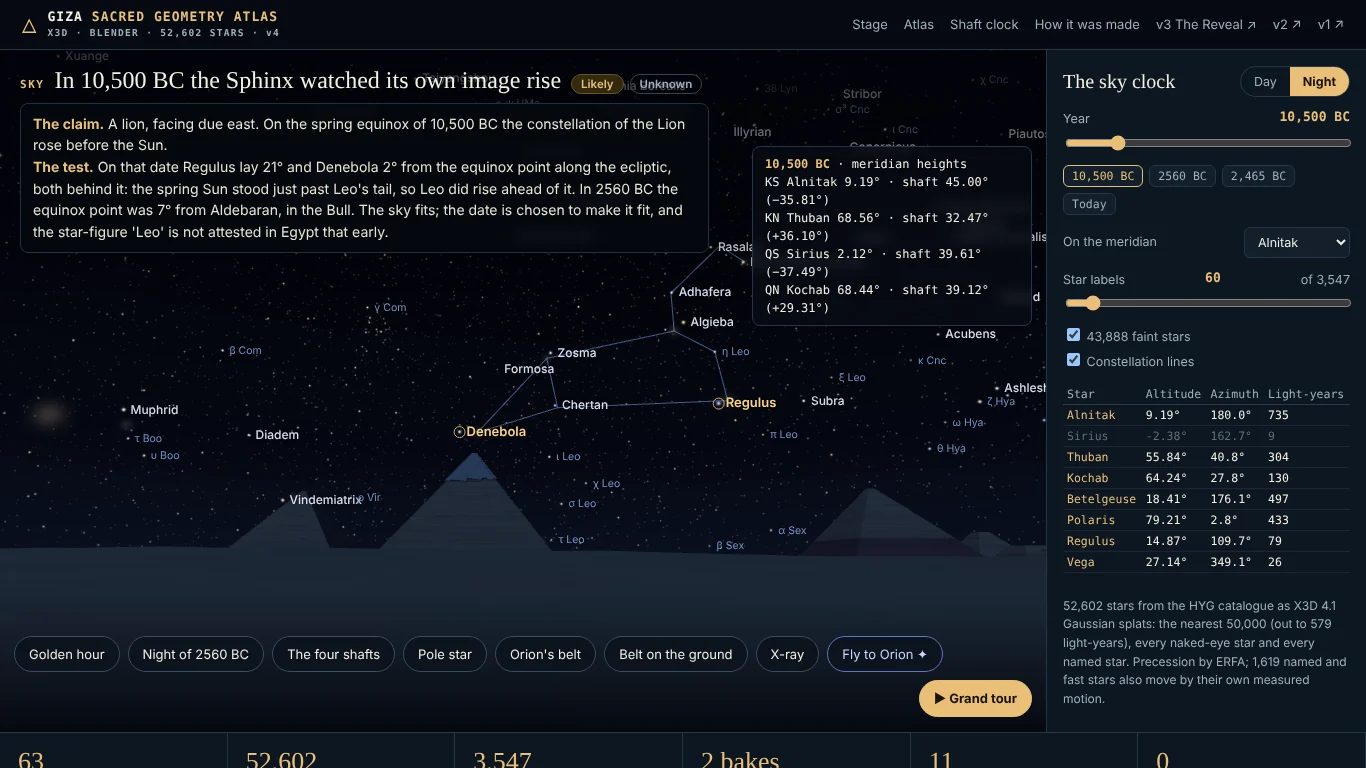 △ GIZA SACRED GEOMETRY ATLAS
X3D · BLENDER · 52,602 STARS · v4
Stage Atlas Shaft clock How it was made v3 The Reveal ↗ v2 ↗ v1 ↗
Xuange
SKY In 10,500 BC the Sphinx watched its own image rise Likely Unknown
The claim. A lion, facing due east. On the spring equinox of 10,500 BC the constellation of the Lion
rose before the Sun.
The test. On that date Regulus lay 21° and Denebola 2° from the equinox point along the ecliptic,
both behind it: the spring Sun stood just past Leo's tail, so Leo did rise ahead of it. In 2560 BC the
equinox point was 7° from Aldebaran, in the Bull. The sky fits; the date is chosen to make it fit, and
the star-figure 'Leo' is not attested in Egypt that early.
38 Lyn
Stribor
χ Cnc
σ³ Cnc
Illyrian
ι Cnc
Piautos
10,500 BC · meridian heights
KS Alnitak 9.19° · shaft 45.00°
(−35.81°)
KN Thuban 68.56° · shaft 32.47°
(+36.10°)
QS Sirius 2.12° · shaft 39.61°
(−37.49°)
QN Kochab 68.44° · shaft 39.12°
(+29.31°)
Rasala
Adhafera
γ Com
Algieba
Acubens
β Com
Zosma
η Leo
κ Cnc
Formosa
ξ Leo
Ashlesh
Muphrid
Chertan
Regulus
Subra
ζ Hya
τ Boo
Diadem
Denebola
π Leo
ω Hya
υ Boo
ι Leo
θ Hya
χ Leo
Vindemiatrix
ο Vir
σ Leo
α Sex
τ Leo
β Sex
Golden hour
Night of 2560 BC
The four shafts
Pole star
Orion's belt
Belt on the ground
X-ray
Fly to Orion ✦
▶ Grand tour
The sky clock Day Night
Year 10,500 BC
10,500 BC 2560 BC 2,465 BC
Today
On the meridian Alnitak
Star labels 60 of 3,547
43,888 faint stars
Constellation lines
Star Altitude Azimuth Light-years
Alnitak 9.19° 180.0° 735
Sirius -2.38° 162.7° 9
Thuban 55.84° 40.8° 304
Kochab 64.24° 27.8° 130
Betelgeuse 18.41° 176.1° 497
Polaris 79.21° 2.8° 433
Regulus 14.87° 109.7° 79
Vega 27.14° 349.1° 26
52,602 stars from the HYG catalogue as X3D 4.1
Gaussian splats: the nearest 50,000 (out to 579
light-years), every naked-eye star and every
named star. Precession by ERFA; 1,619 named and
fast stars also move by their own measured
motion.
63 52,602 3,547 2 bakes 11 0